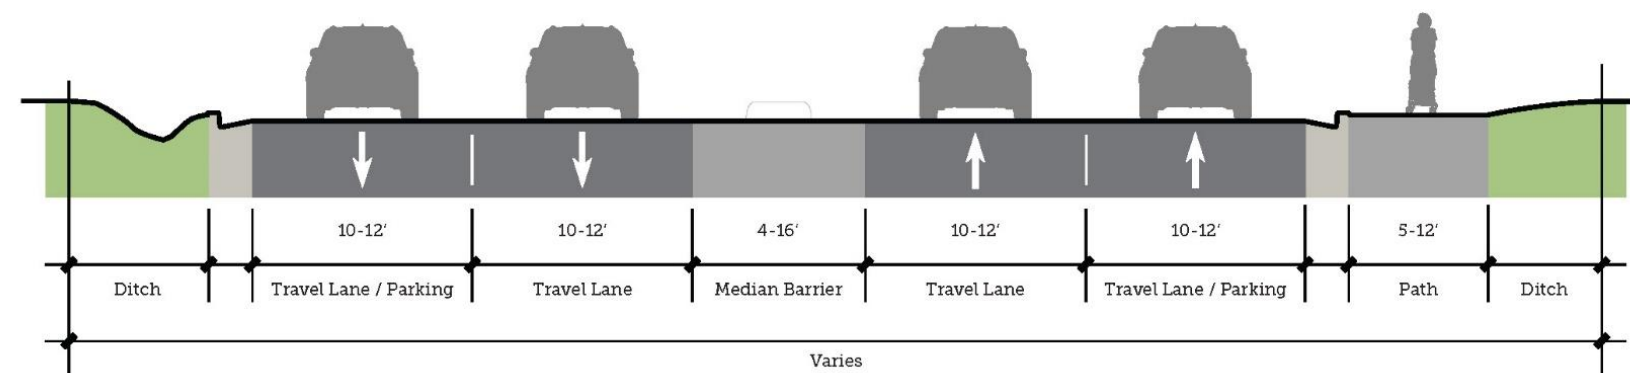 10-12'
10-12'
4-16'
10-12'
10-12'
5-12'
Ditch
Travel Lane / Parking
Travel Lane
Median Barrier
Travel Lane
Travel Lane / Parking
Path
Ditch
Varies